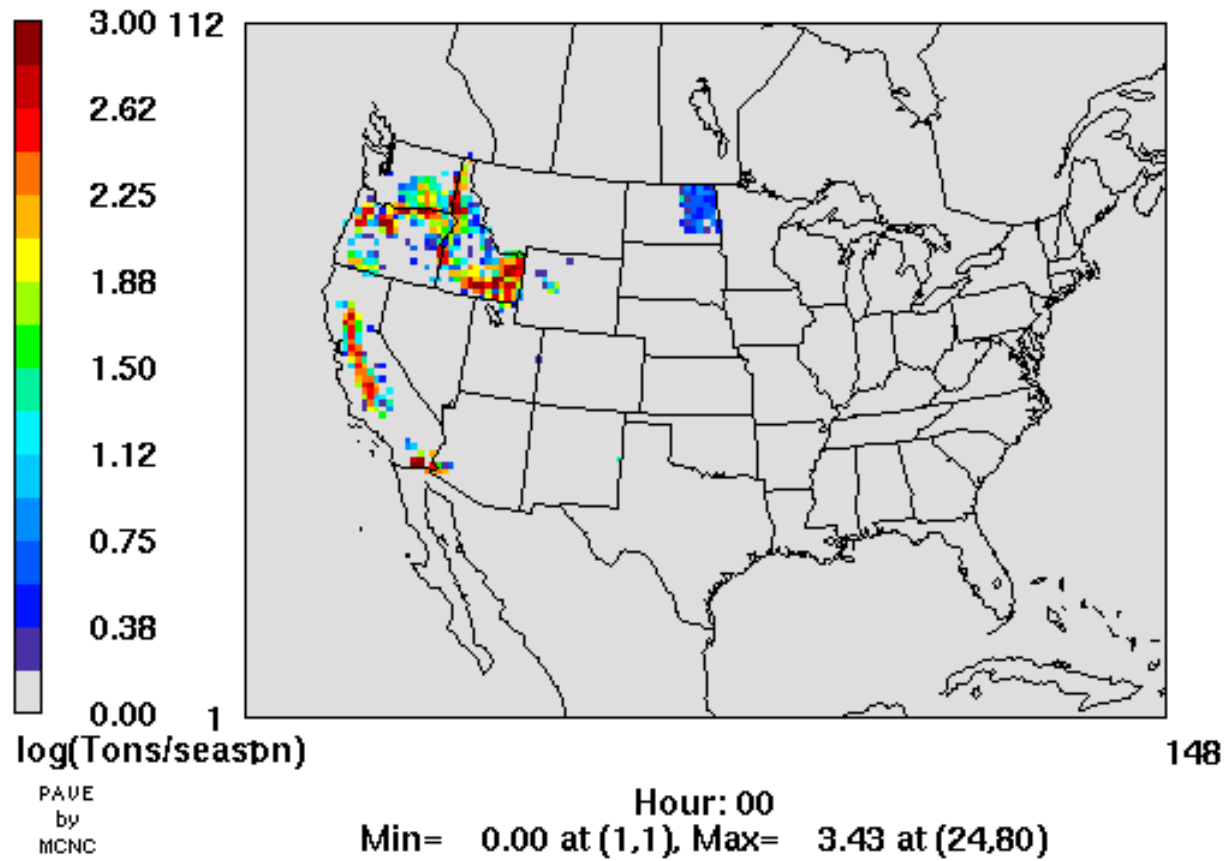 3.00 112
2.62
2.25
1.88
1.50
1.12
0.75
0.38
0.00 1
log(Tons/season) 1 148
PAVE
by
MCNC
Hour: 00
Min= 0.00 at (1,1), Max= 3.43 at (24,80)